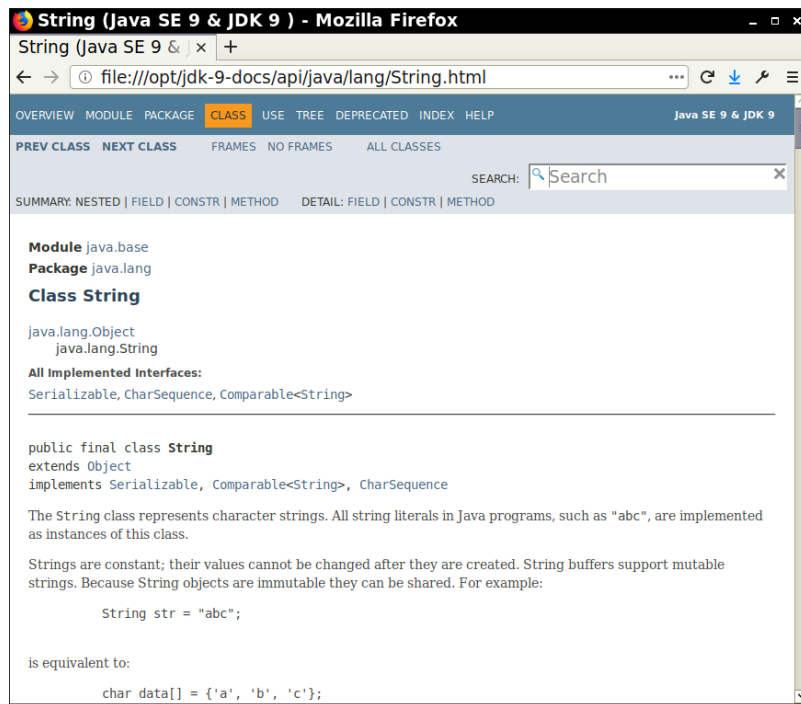 String (Java SE 9 & JDK 9 ) - Mozilla Firefox
String (Java SE 9 & J
file:///opt/jdk-9-docs/api/java/lang/String.html
OVERVIEW MODULE PACKAGE CLASS USE TREE DEPRECATED INDEX HELP Java SE 9 & JDK 9
PREV CLASS NEXT CLASS FRAMES NO FRAMES ALL CLASSES
SEARCH: Search
SUMMARY: NESTED | FIELD | CONSTR | METHOD DETAIL: FIELD | CONSTR | METHOD
Module java.base
Package java.lang
Class String
java.lang.Object
java.lang.String
All Implemented Interfaces:
Serializable, CharSequence, Comparable<String>
public final class String
extends Object
implements Serializable, Comparable<String>, CharSequence
The String class represents character strings. All string literals in Java programs, such as "abc", are implemented
as instances of this class.
Strings are constant; their values cannot be changed after they are created. String buffers support mutable
strings. Because String objects are immutable they can be shared. For example:
String str = "abc";
is equivalent to:
char data[] = {'a', 'b', 'c'};